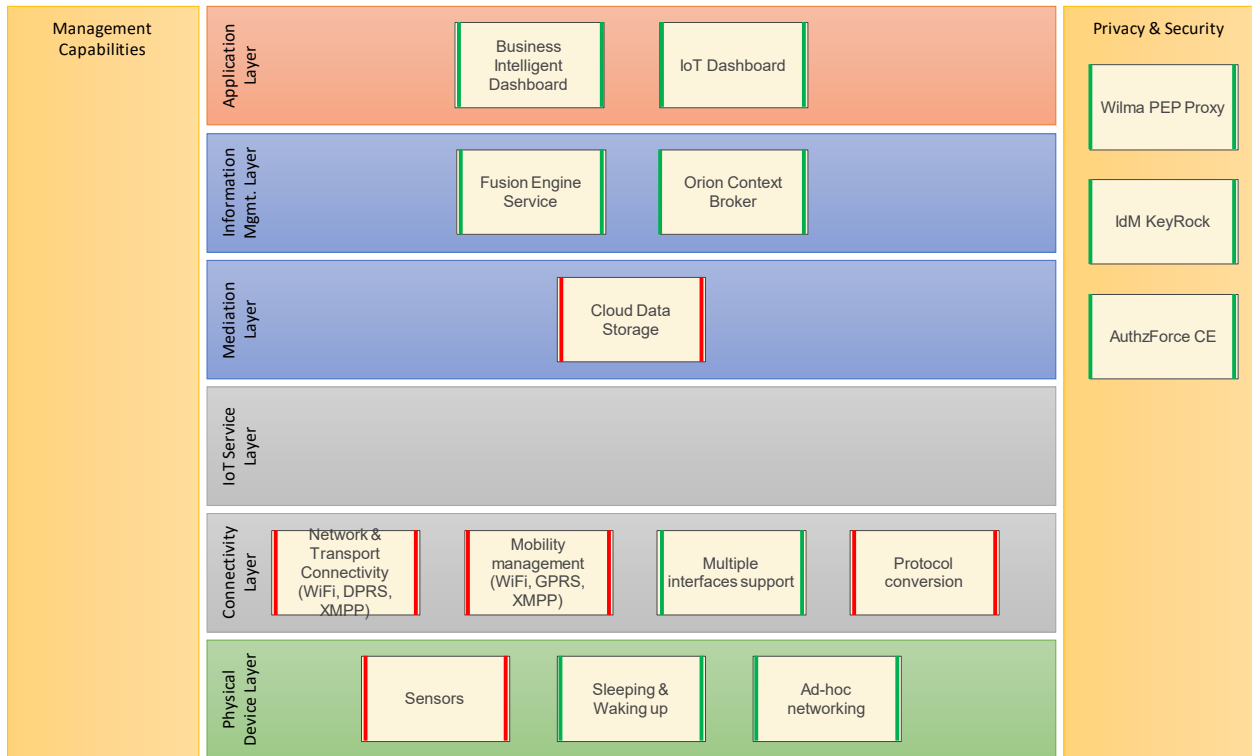 Management
Capabilities
Application
Layer
Business
Intelligent
Dashboard
IoT Dashboard
Information
Mgmt. Layer
Fusion Engine
Service
Orion Context
Broker
Mediation
Layer
Cloud Data
Storage
IoT Service
Layer
Connectivity
Layer
Network &
Transport
Connectivity
(WiFi, DPRS,
XMPP)
Mobility
management
(WiFi, GPRS,
XMPP)
Multiple
interfaces support
Protocol
conversion
Physical
Device Layer
Sensors
Sleeping &
Waking up
Ad-hoc
networking
Privacy & Security
Wilma PEP Proxy
IdM KeyRock
AuthzForce CE